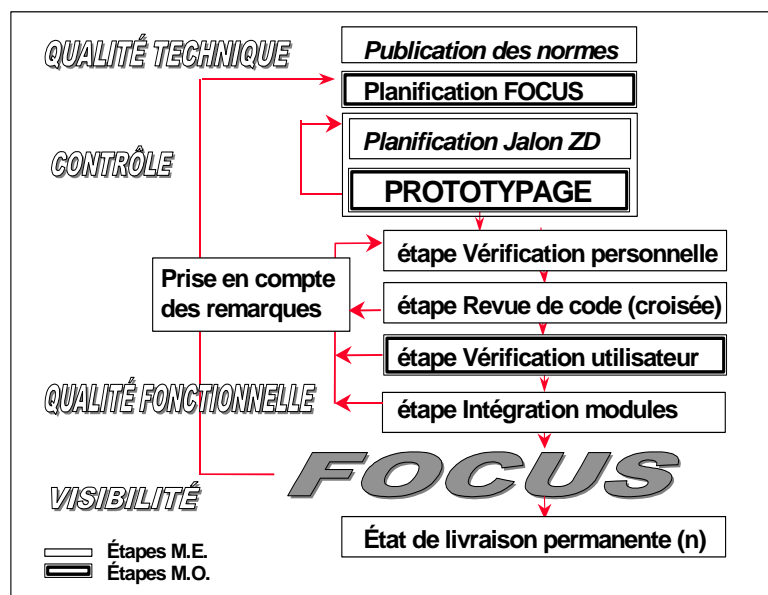 QUALITÉ TECHNIQUE
Publication des normes
Planification FOCUS
CONTRÔLE
Planification Jalon ZD
PROTOTYPAGE
étape Vérification personnelle
Prise en compte
des remarques
étape Revue de code (croisée)
étape Vérification utilisateur
QUALITÉ FONCTIONNELLE
étape Intégration modules
FOCUS
VISIBILITÉ
État de livraison permanente (n)
Étapes M.E.
Étapes M.O.